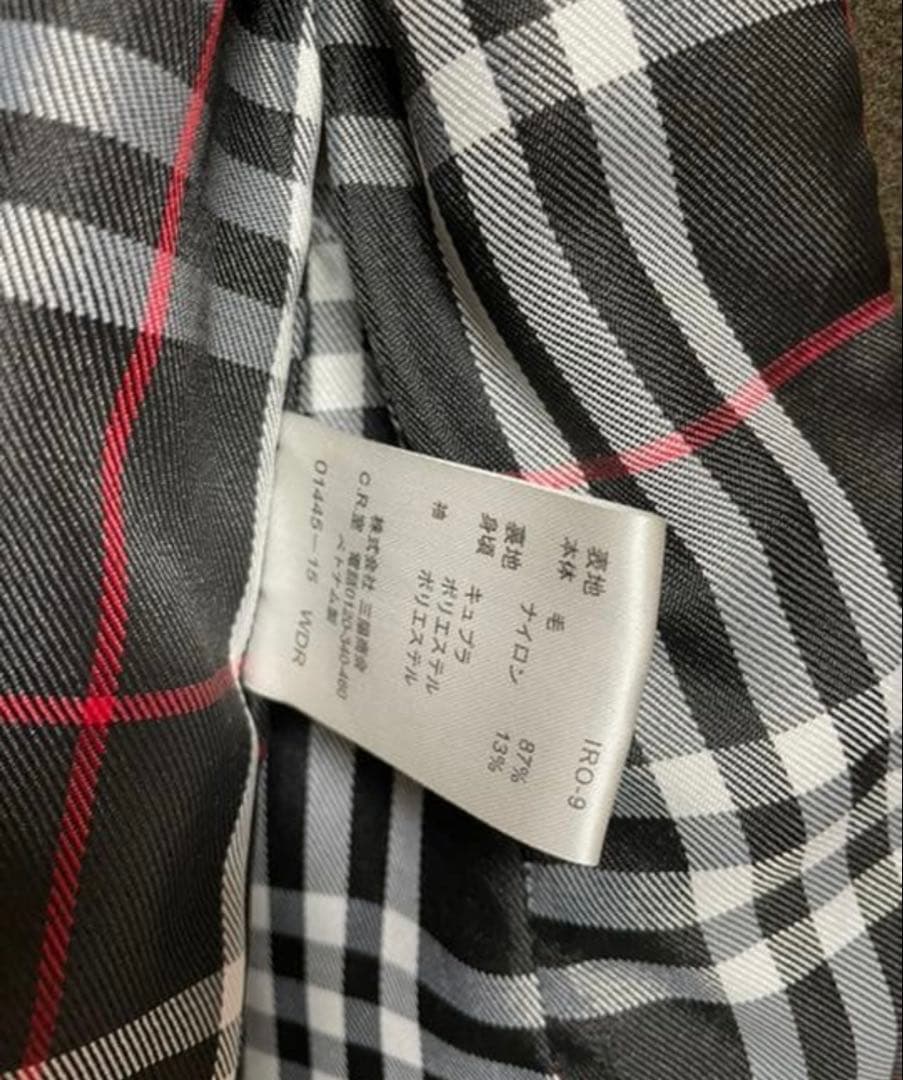 IRO-9
表地
本体 毛 87%
ナイロン 13%
裏地
身頃 キュプラ
ポリエステル
袖 ポリエステル
株式会社 三陽商会
C.R.室 電話0120-340-460
ベトナム製
01445-15 WDR